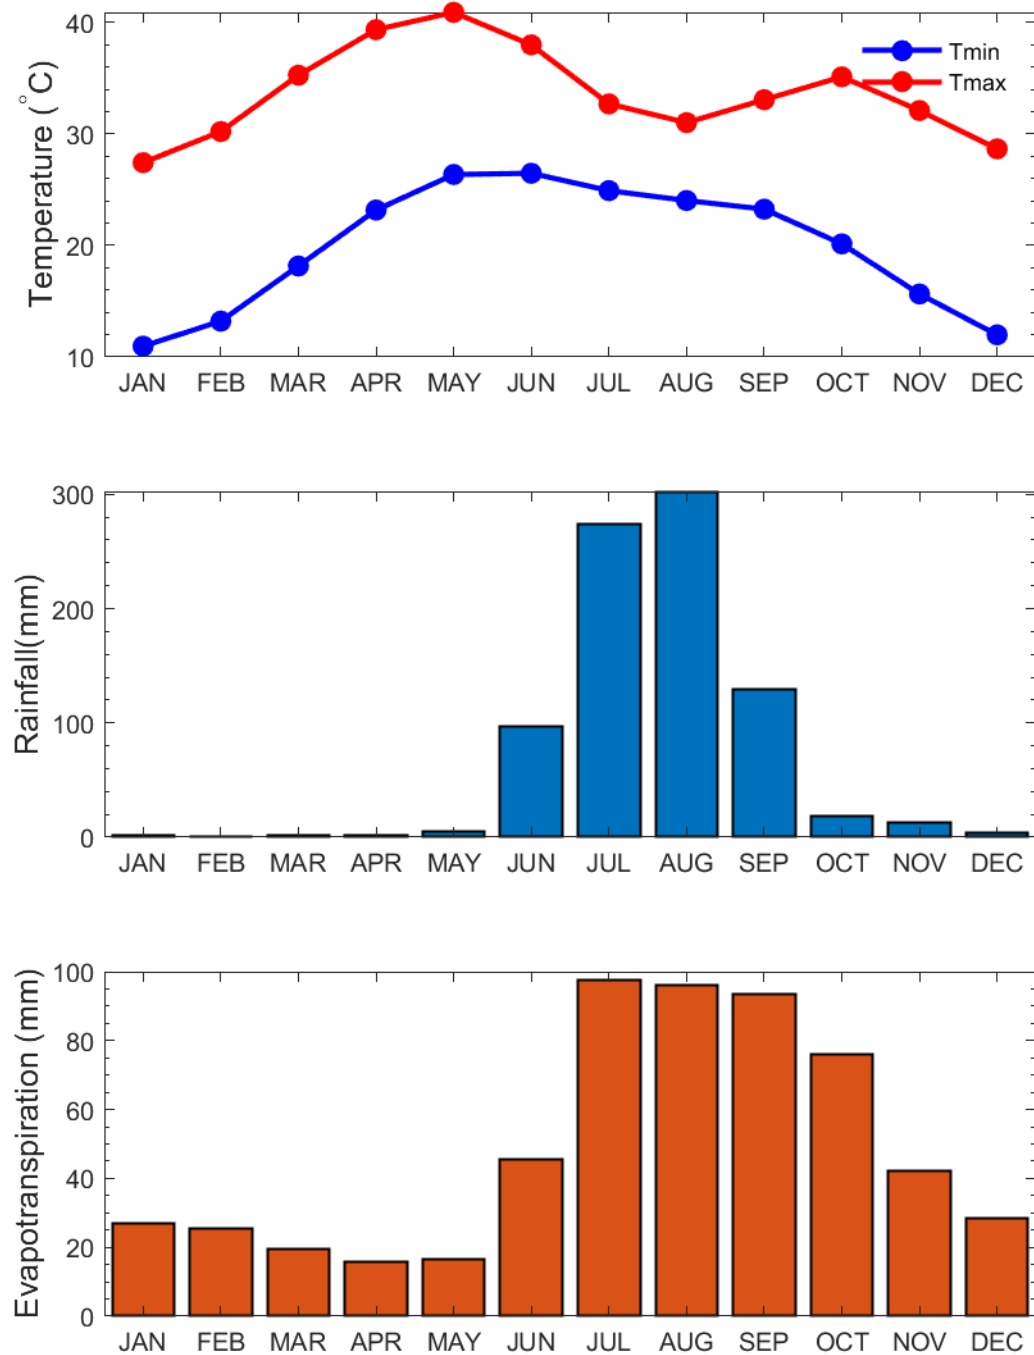 Temperature (°C)
40
30
20
10
Tmin
Tmax
JAN FEB MAR APR MAY JUN JUL AUG SEP OCT NOV DEC
Rainfall(mm)
300
200
100
0
JAN FEB MAR APR MAY JUN JUL AUG SEP OCT NOV DEC
Evapotranspiration (mm)
100
80
60
40
20
0
JAN FEB MAR APR MAY JUN JUL AUG SEP OCT NOV DEC